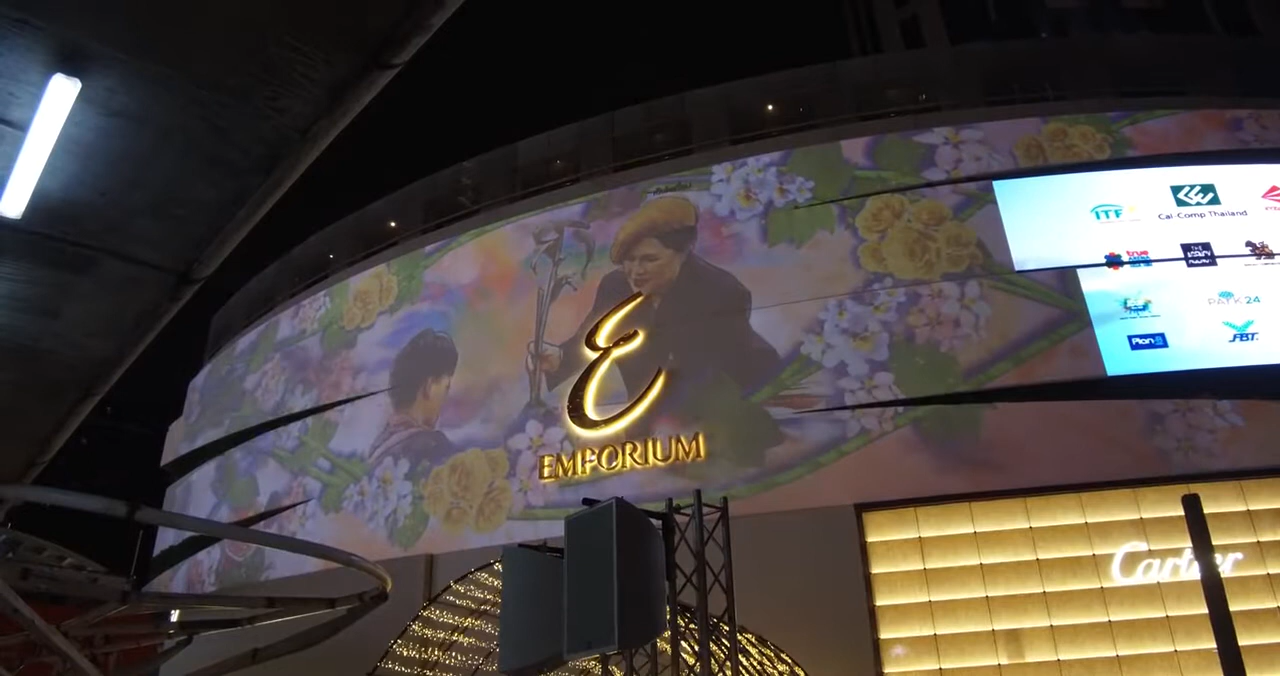 ITF
Cal-Comp Thailand
true
PARK 24
Plan
FBT
E
EMPORIUM
Cartier